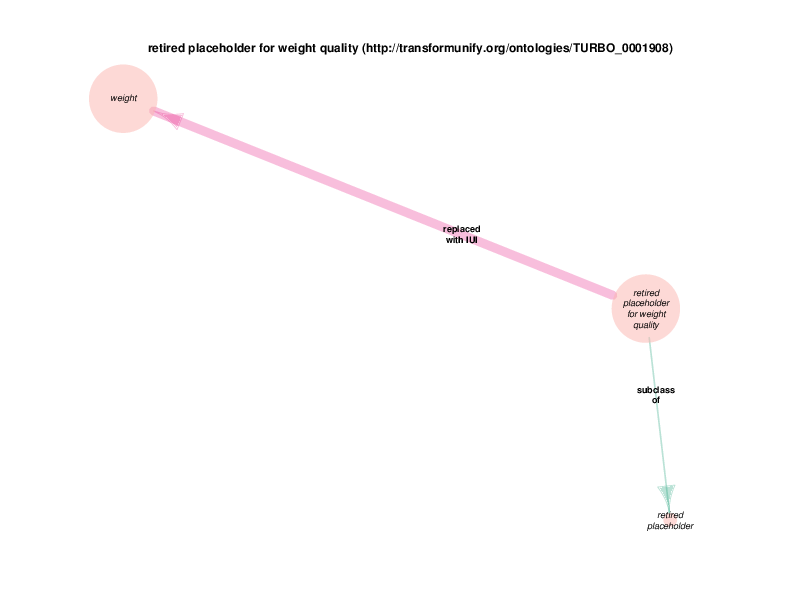 retired placeholder for weight quality (http://transformunify.org/ontologies/TURBO_0001908)
weight
replaced
with IUI
retired
placeholder
for weight
quality
subclass
of
retired
placeholder